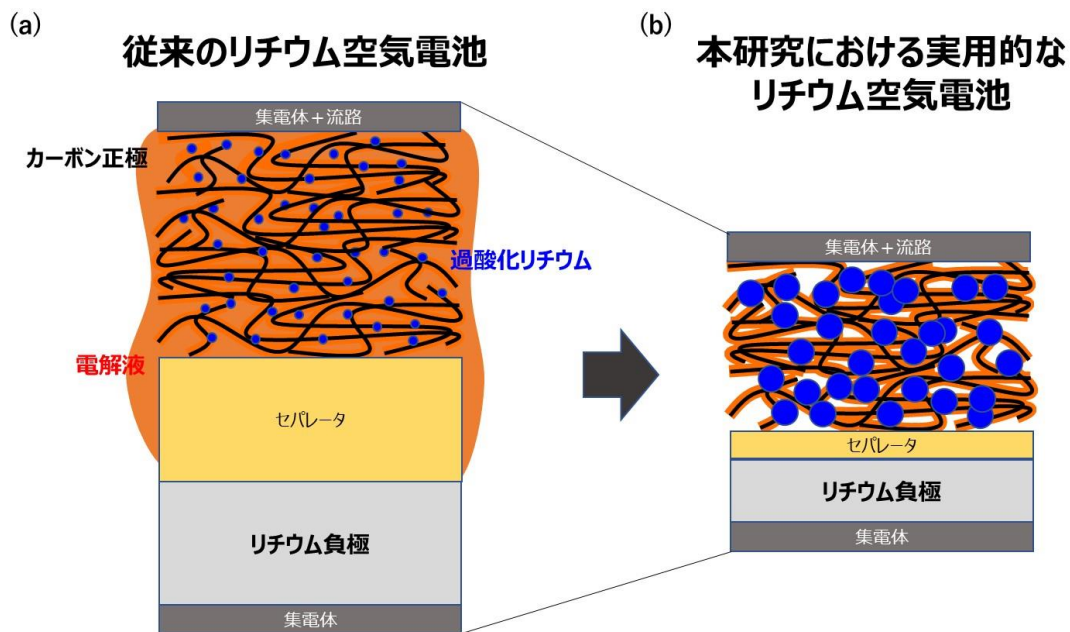 (a)
従来のリチウム空気電池
集電体＋流路
カーボン正極
過酸化リチウム
電解液
セパレータ
リチウム負極
集電体
(b)
本研究における実用的な
リチウム空気電池
集電体＋流路
セパレータ
リチウム負極
集電体